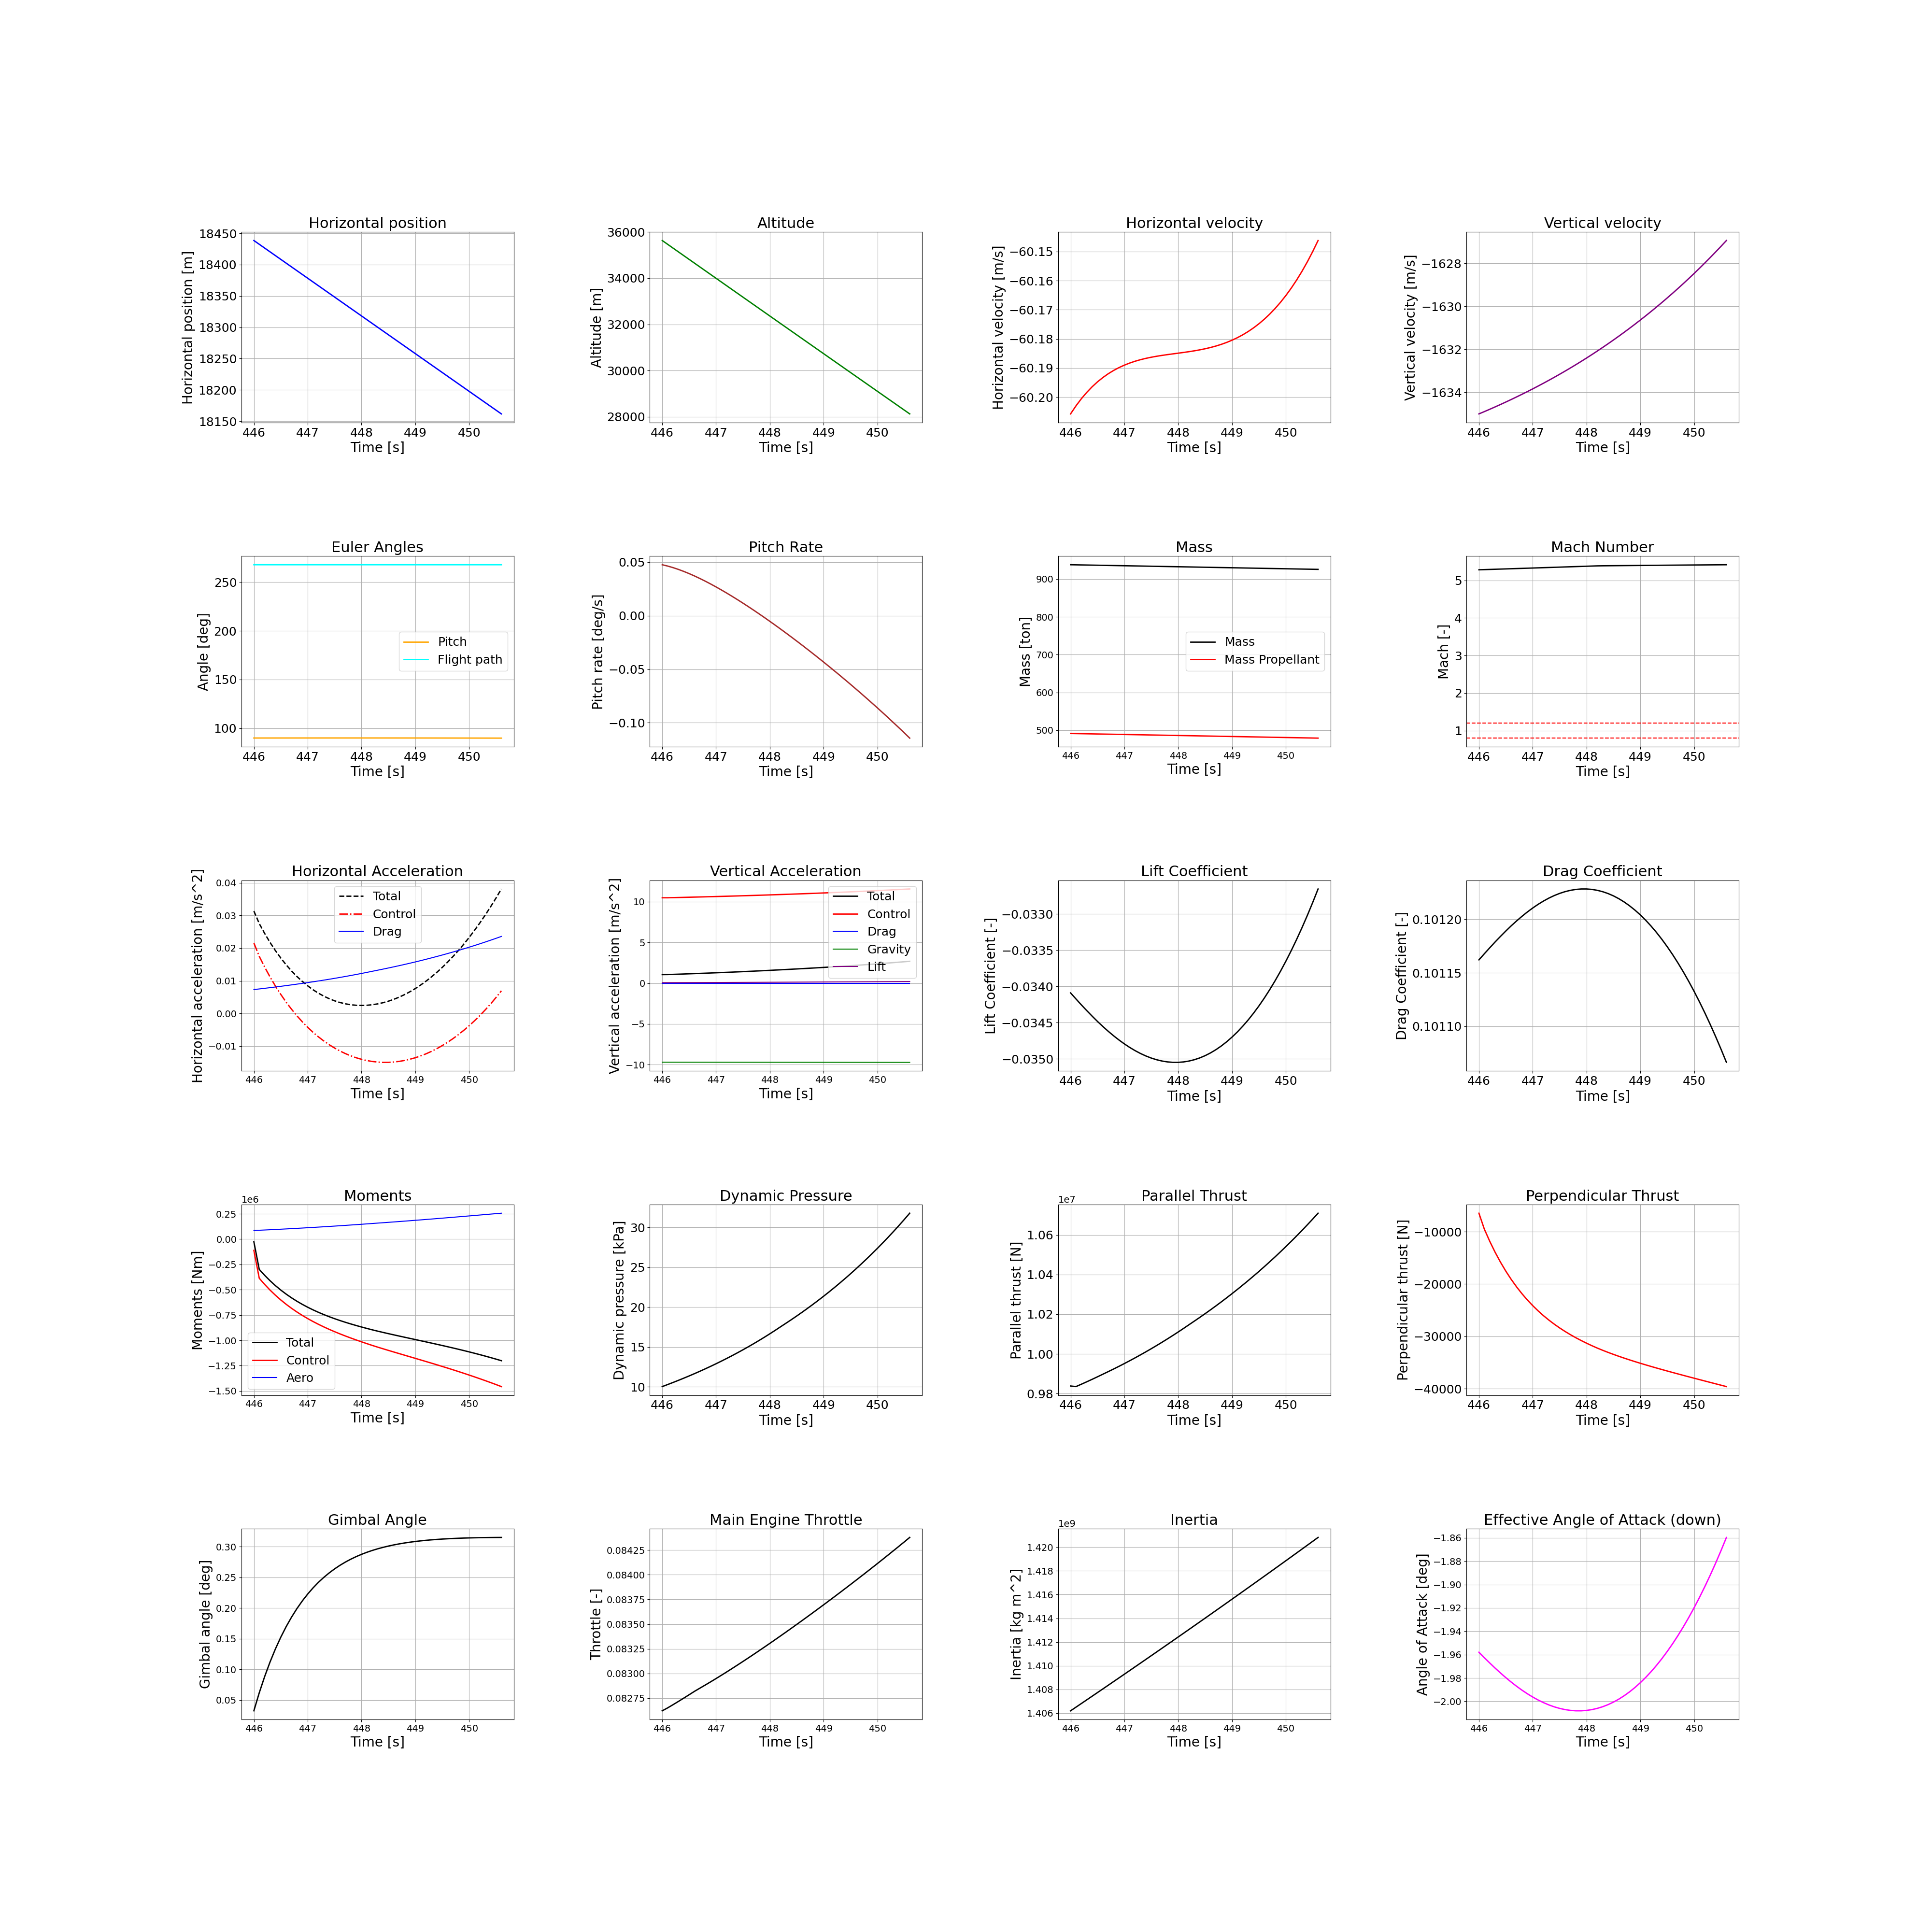 Horizontal position
Horizontal position [m]
18450
18400
18350
18300
18250
18200
18150
446 447 448 449 450
Time [s]
Altitude
Altitude [m]
36000
34000
32000
30000
28000
446 447 448 449 450
Time [s]
Horizontal velocity
Horizontal velocity [m/s]
−60.15
−60.16
−60.17
−60.18
−60.19
−60.20
446 447 448 449 450
Time [s]
Vertical velocity
Vertical velocity [m/s]
−1628
−1630
−1632
−1634
446 447 448 449 450
Time [s]
Euler Angles
Angle [deg]
250
200
150
100
Pitch
Flight path
446 447 448 449 450
Time [s]
Pitch Rate
Pitch rate [deg/s]
0.05
0.00
−0.05
−0.10
446 447 448 449 450
Time [s]
Mass
Mass [ton]
900
800
700
600
500
Mass
Mass Propellant
446 447 448 449 450
Time [s]
Mach Number
Mach [-]
5
4
3
2
1
446 447 448 449 450
Time [s]
Horizontal Acceleration
Horizontal acceleration [m/s^2]
0.04
0.03
0.02
0.01
0.00
−0.01
Total
Control
Drag
446 447 448 449 450
Time [s]
Vertical Acceleration
Vertical acceleration [m/s^2]
10
5
0
−5
−10
Total
Control
Drag
Gravity
Lift
446 447 448 449 450
Time [s]
Lift Coefficient
Lift Coefficient [-]
−0.0330
−0.0335
−0.0340
−0.0345
−0.0350
446 447 448 449 450
Time [s]
Drag Coefficient
Drag Coefficient [-]
0.10120
0.10115
0.10110
446 447 448 449 450
Time [s]
Moments
1e6
Moments [Nm]
0.25
0.00
−0.25
−0.50
−0.75
−1.00
−1.25
−1.50
Total
Control
Aero
446 447 448 449 450
Time [s]
Dynamic Pressure
Dynamic pressure [kPa]
30
25
20
15
10
446 447 448 449 450
Time [s]
Parallel Thrust
1e7
Parallel thrust [N]
1.06
1.04
1.02
1.00
0.98
446 447 448 449 450
Time [s]
Perpendicular Thrust
Perpendicular thrust [N]
−10000
−20000
−30000
−40000
446 447 448 449 450
Time [s]
Gimbal Angle
Gimbal angle [deg]
0.30
0.25
0.20
0.15
0.10
0.05
446 447 448 449 450
Time [s]
Main Engine Throttle
Throttle [-]
0.08425
0.08400
0.08375
0.08350
0.08325
0.08300
0.08275
446 447 448 449 450
Time [s]
Inertia
1e9
Inertia [kg m^2]
1.420
1.418
1.416
1.414
1.412
1.410
1.408
1.406
446 447 448 449 450
Time [s]
Effective Angle of Attack (down)
Angle of Attack [deg]
−1.86
−1.88
−1.90
−1.92
−1.94
−1.96
−1.98
−2.00
446 447 448 449 450
Time [s]